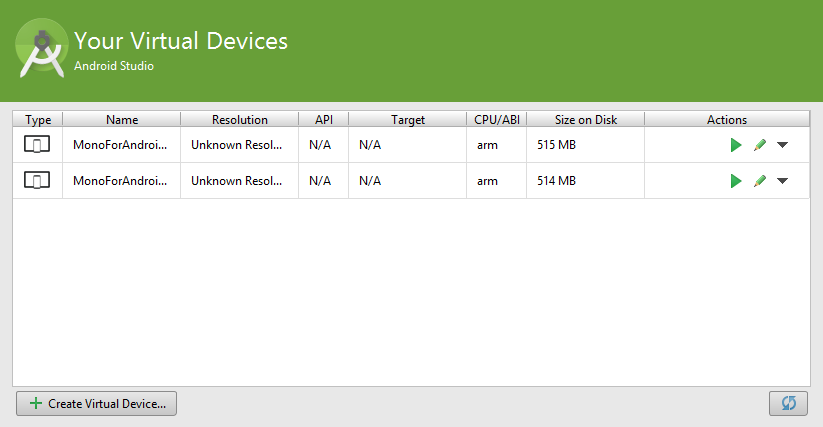 Your Virtual Devices
Android Studio
Type Name Resolution API Target CPU/ABI Size on Disk Actions
MonoForAndroi... Unknown Resol... N/A N/A arm 515 MB
MonoForAndroi... Unknown Resol... N/A N/A arm 514 MB
Create Virtual Device...